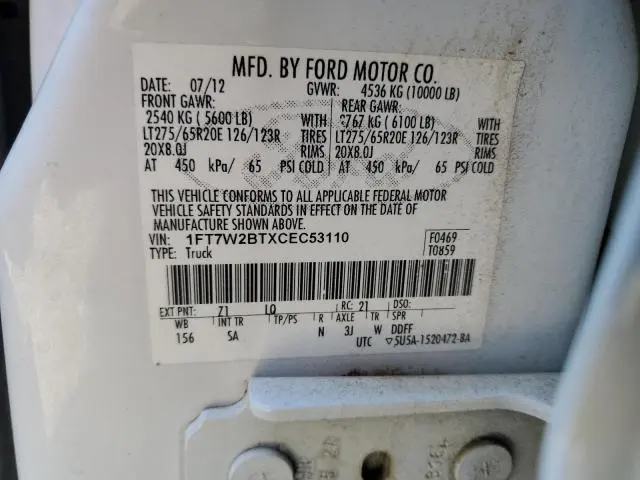 MFD. BY FORD MOTOR CO.
DATE: 07/12 GVWR: 4536 KG (10000 LB)
FRONT GAWR: REAR GAWR:
2540 KG ( 5600 LB) WITH 2767 KG ( 6100 LB) WITH
LT275/65R20E 126/123R TIRES LT275/65R20E 126/123R TIRES
20X8.0J RIMS 20X8.0J RIMS
AT 450 kPa/ 65 PSI COLD AT 450 kPa/ 65 PSI COLD
THIS VEHICLE CONFORMS TO ALL APPLICABLE FEDERAL MOTOR
VEHICLE SAFETY STANDARDS IN EFFECT ON THE DATE OF
MANUFACTURE SHOWN ABOVE.
VIN: 1FT7W2BTXCEC53110 F0469
TYPE: Truck T0859
EXT PNT: Z1 LQ RC: 21 DSO:
WB INT TR TP/PS R AXLE TR SPR
156 SA N 3J W DDFF
UTC ▽5U5A-1520472-BA